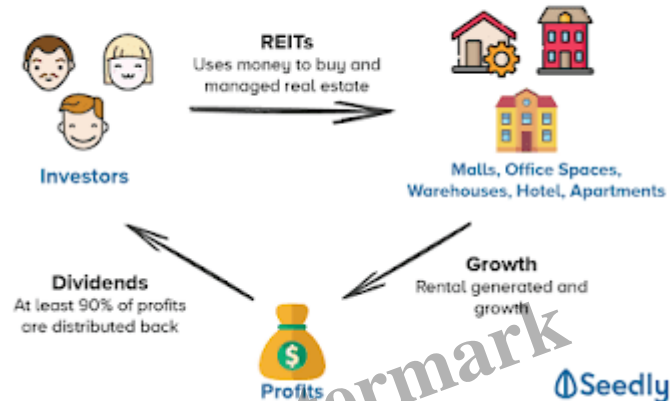 REITs
Uses money to buy and
managed real estate
Investors
Malls, Office Spaces,
Warehouses, Hotel, Apartments
Dividends
At least 90% of profits
are distributed back
Growth
Rental generated and
growth
$
Profits
Seedly